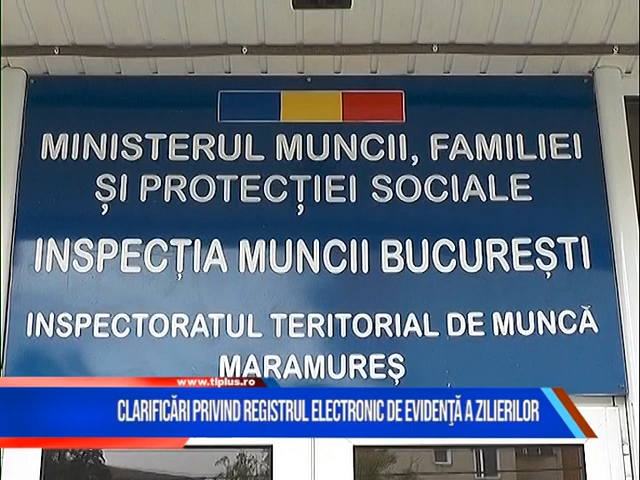 MINISTERUL MUNCII, FAMILIEI
ȘI PROTECȚIEI SOCIALE
INSPECȚIA MUNCII BUCUREȘTI
INSPECTORATUL TERITORIAL DE MUNCĂ
MARAMUREȘ
www.tlplus.ro
CLARIFICĂRI PRIVIND REGISTRUL ELECTRONIC DE EVIDENŢĂ A ZILIERILOR